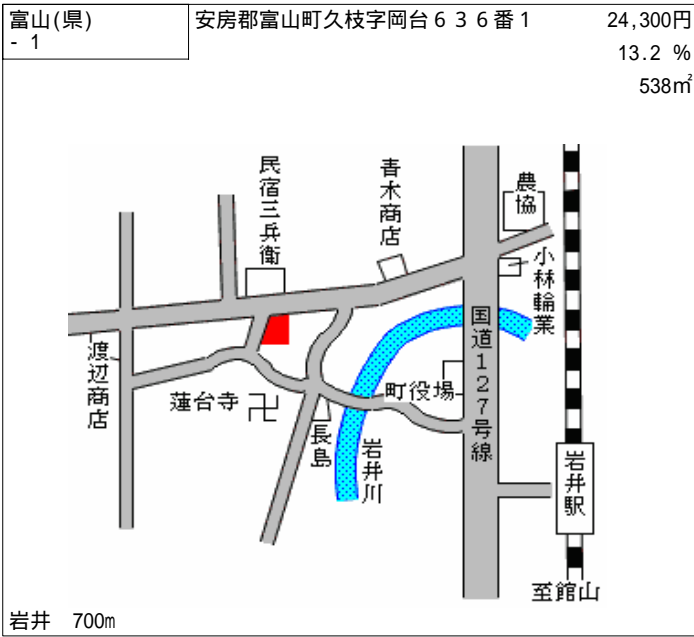 富山(県)
- 1
安房郡富山町久枝字岡台６３６番１
24,300円
13.2 %
538㎡
民宿三兵衛
青木商店
農協
小林輪業
国道127号線
渡辺商店
蓮台寺
卍
長島
町役場
岩井川
岩井駅
至館山
岩井 700m